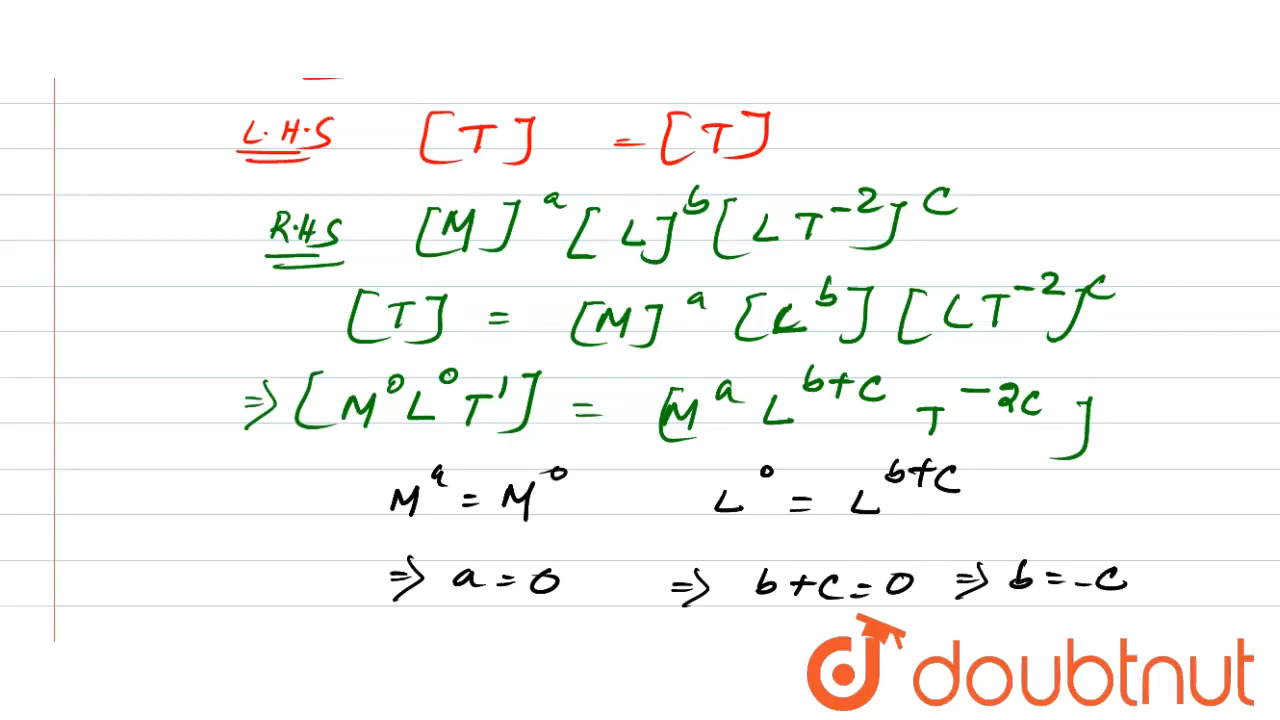 L.H.S [T] = [T]
R.H.S [M]^a [L]^b [LT^-2]^c
[T] = [M]^a [L^b] [LT^-2]^c
⇒ [M^0 L^0 T^1] = [M^a L^b+c T^-2c]
M^a = M^0 L^0 = L^b+c
⇒ a = 0 ⇒ b+c = 0 ⇒ b = -c
doubtnut